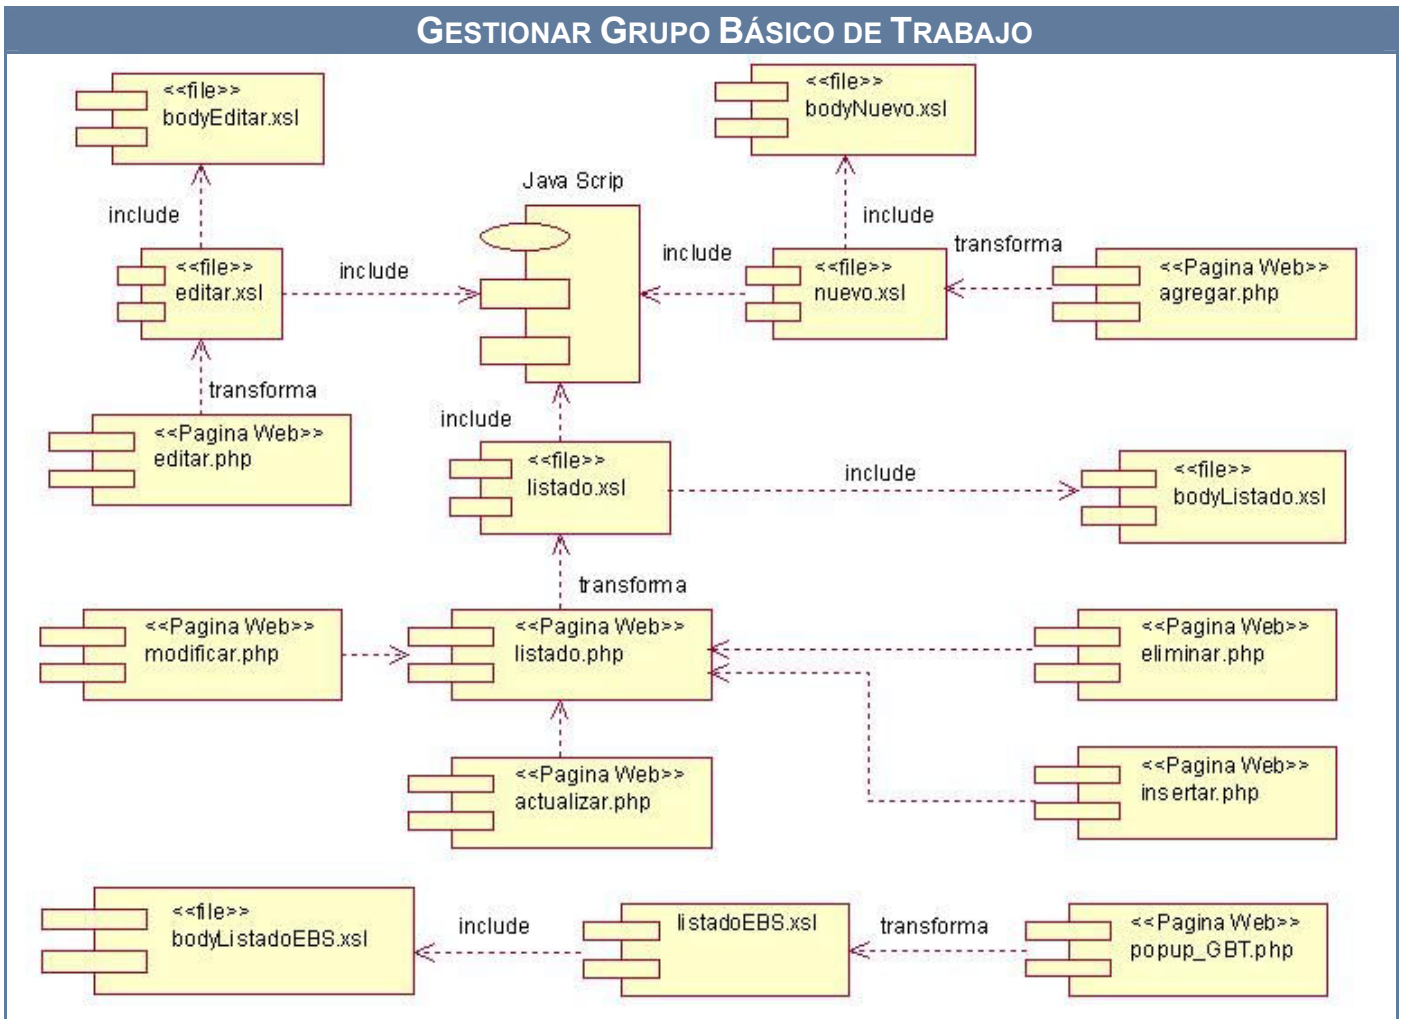 GESTIONAR GRUPO BÁSICO DE TRABAJO
<<file>>
bodyEditar.xsl
<<file>>
bodyNuevo.xsl
Java Scrip
include
include
include
include
transforma
<<file>>
editar.xsl
<<file>>
nuevo.xsl
<<Pagina Web>>
agregar.php
transforma
<<Pagina Web>>
editar.php
include
<<file>>
listado.xsl
include
<<file>>
bodyListado.xsl
transforma
<<Pagina Web>>
modificar.php
<<Pagina Web>>
listado.php
<<Pagina Web>>
eliminar.php
<<Pagina Web>>
actualizar.php
<<Pagina Web>>
insertar.php
<<file>>
bodyListadoEBS.xsl
include
listadoEBS.xsl
transforma
<<Pagina Web>>
popup_GBT.php